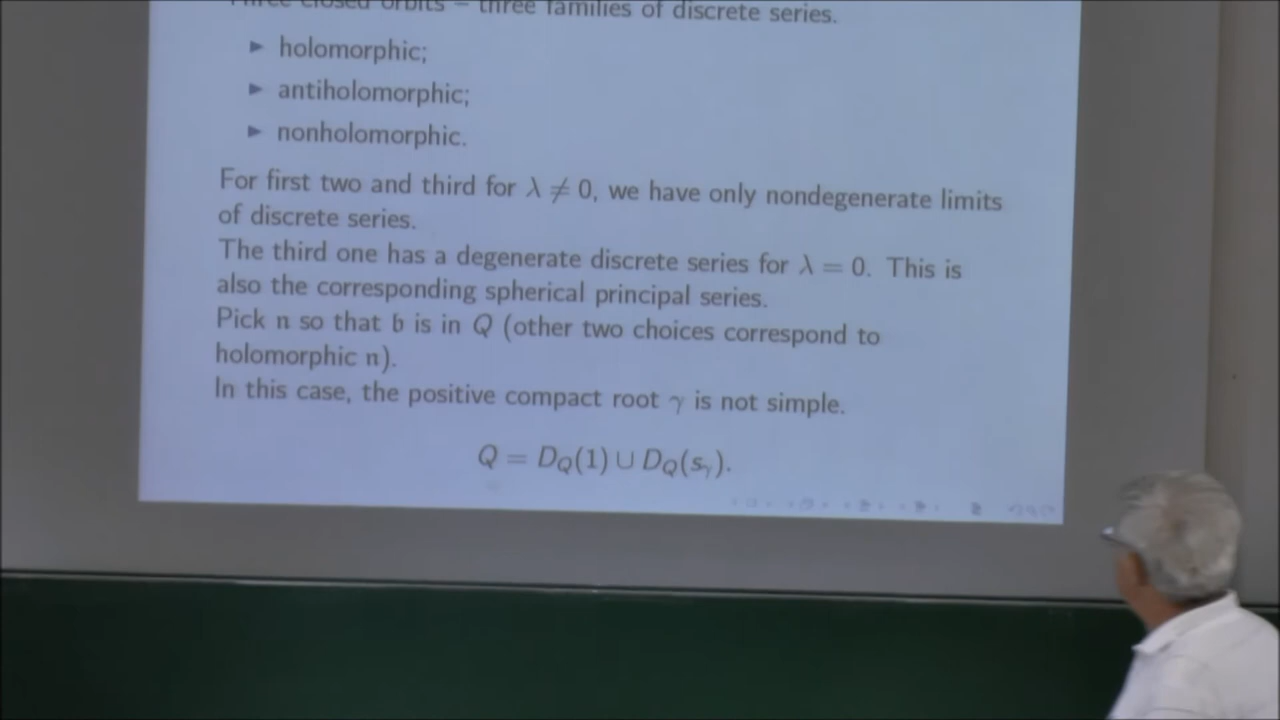 Three closed orbits – three families of discrete series.
▶ holomorphic;
▶ antiholomorphic;
▶ nonholomorphic.
For first two and third for λ ≠ 0, we have only nondegenerate limits
of discrete series.
The third one has a degenerate discrete series for λ = 0. This is
also the corresponding spherical principal series.
Pick n so that b is in Q (other two choices correspond to
holomorphic n).
In this case, the positive compact root γ is not simple.
Q = D_Q(1) ∪ D_Q(s_γ).